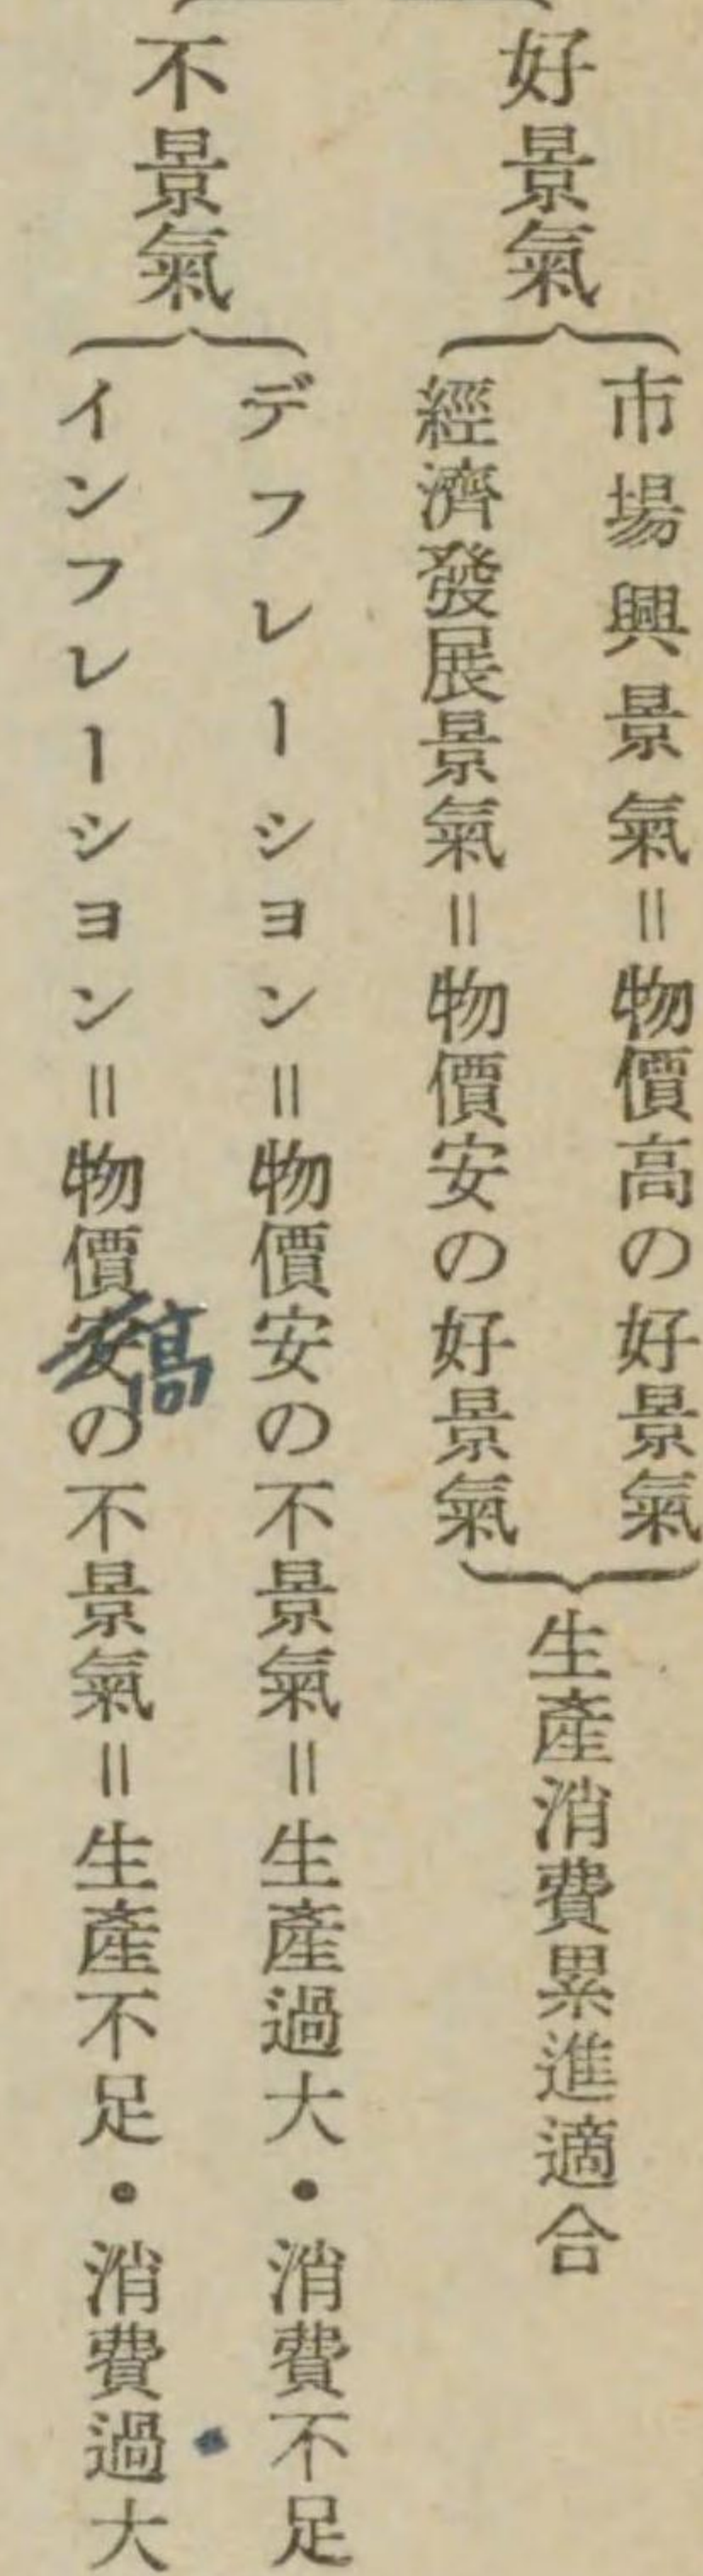 好景氣
市場興景氣＝物價高の好景氣
經濟發展景氣＝物價安の好景氣
生產消費累進適合
不景氣
デフレーション＝物價安の不景氣＝生產過大・消費不足
インフレーション＝物價安の不景氣＝生產不足・消費過大
高